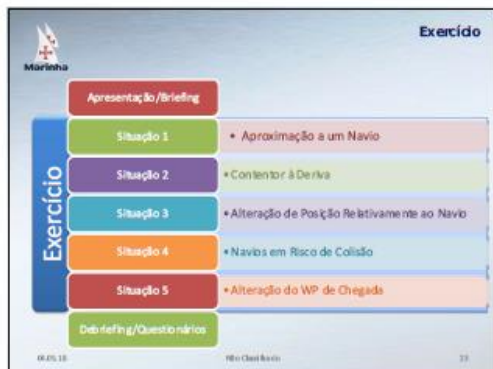 Exercício
Marinha
Apresentação/Briefing
Exercício
Situação 1
• Aproximação a um Navio
Situação 2
• Contentor à Deriva
Situação 3
• Alteração de Posição Relativamente ao Navio
Situação 4
• Navios em Risco de Colisão
Situação 5
• Alteração do WP de Chegada
Debriefing/Questionários
Não Classificado